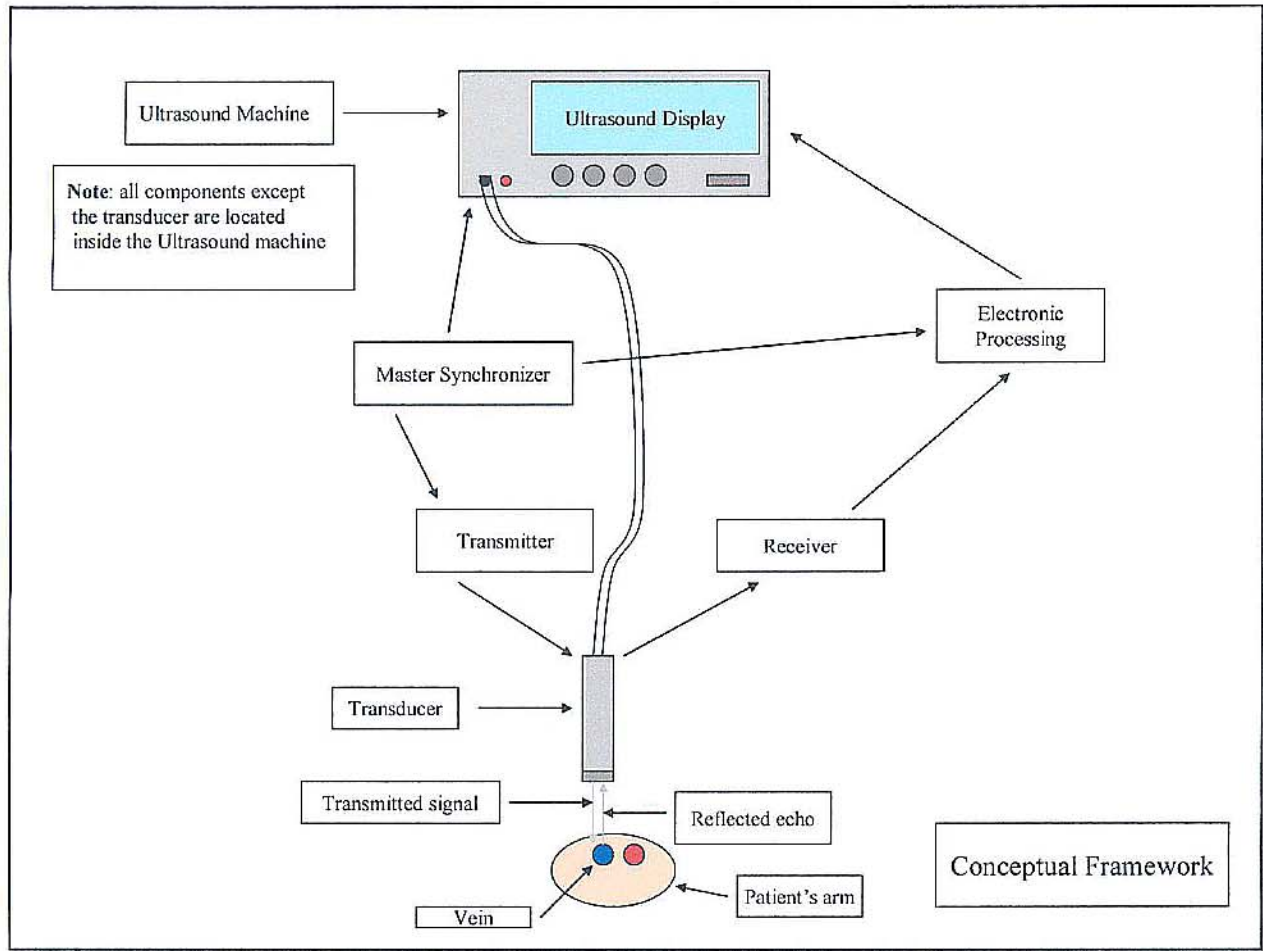 Ultrasound Machine
Ultrasound Display
Note: all components except
the transducer are located
inside the Ultrasound machine
Electronic
Processing
Master Synchronizer
Transmitter
Receiver
Transducer
Transmitted signal
Reflected echo
Conceptual Framework
Patient's arm
Vein